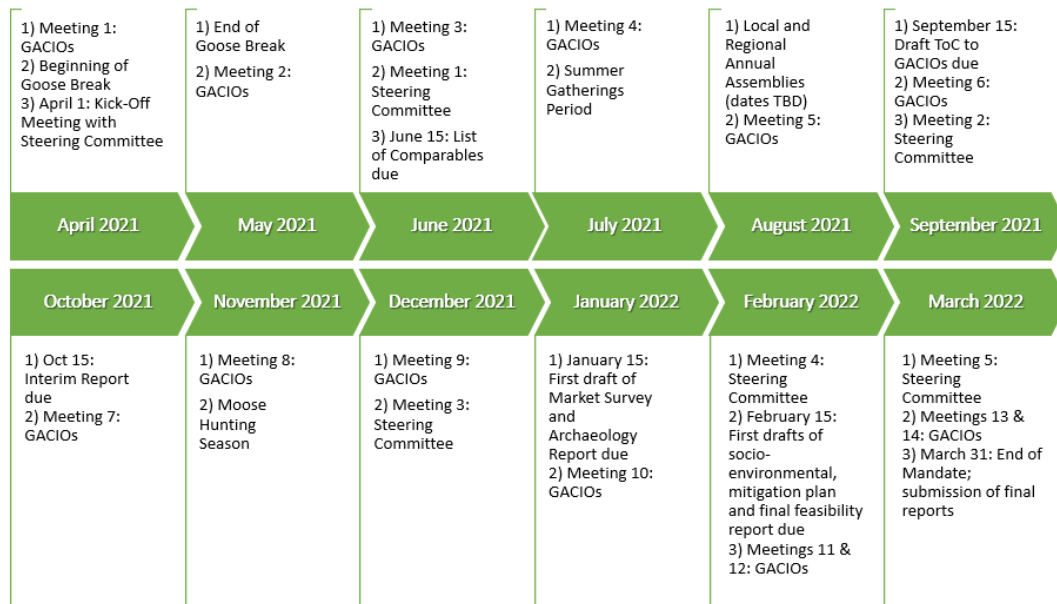 1) Meeting 1:
GACIOs
2) Beginning of
Goose Break
3) April 1: Kick-Off
Meeting with
Steering Committee
1) End of
Goose Break
2) Meeting 2:
GACIOs
1) Meeting 3:
GACIOs
2) Meeting 1:
Steering
Committee
3) June 15: List
of Comparables
due
1) Meeting 4:
GACIOs
2) Summer
Gatherings
Period
1) Local and
Regional
Annual
Assemblies
(dates TBD)
2) Meeting 5:
GACIOs
1) September 15:
Draft ToC to
GACIOs due
2) Meeting 6:
GACIOs
3) Meeting 2:
Steering
Committee
April 2021
May 2021
June 2021
July 2021
August 2021
September 2021
October 2021
November 2021
December 2021
January 2022
February 2022
March 2022
1) Oct 15:
Interim Report
due
2) Meeting 7:
GACIOs
1) Meeting 8:
GACIOs
2) Moose
Hunting
Season
1) Meeting 9:
GACIOs
2) Meeting 3:
Steering
Committee
1) January 15:
First draft of
Market Survey
and
Archaeology
Report due
2) Meeting 10:
GACIOs
1) Meeting 4:
Steering
Committee
2) February 15:
First drafts of
socio-
environmental,
mitigation plan
and final feasibility
report due
3) Meetings 11 &
12: GACIOs
1) Meeting 5:
Steering
Committee
2) Meetings 13 &
14: GACIOs
3) March 31: End of
Mandate;
submission of final
reports